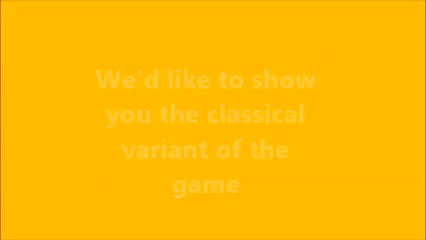 We'd like to show
you the classical
variant of the
game